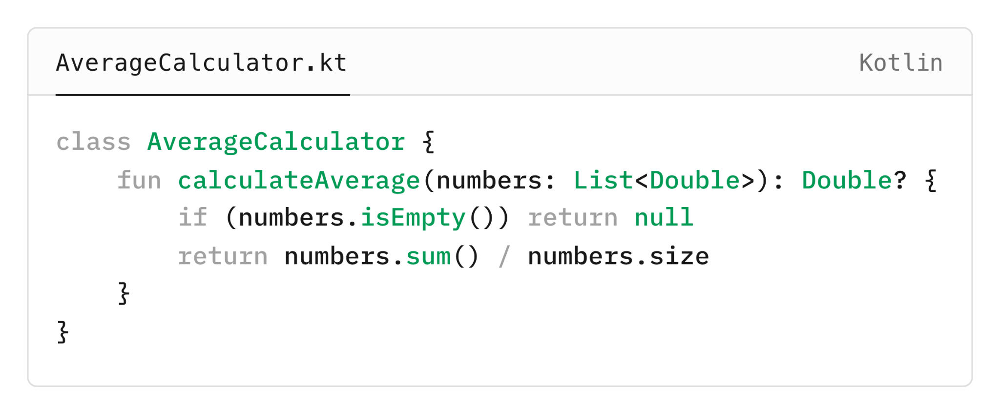 AverageCalculator.kt
Kotlin
class AverageCalculator {
    fun calculateAverage(numbers: List<Double>): Double? {
        if (numbers.isEmpty()) return null
        return numbers.sum() / numbers.size
    }
}